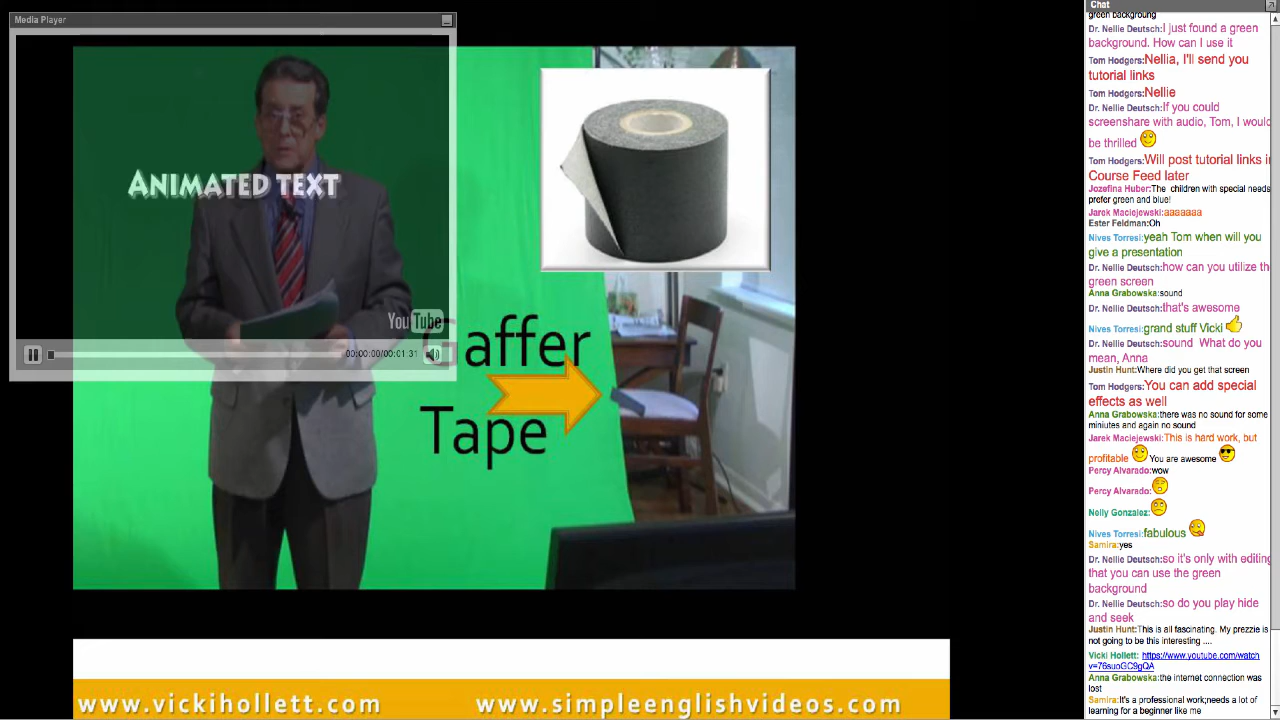 Media Player
ANIMATED TEXT
YouTube
00:00:00/00:01:31
Gaffer
Tape
www.vickihollett.com
www.simpleenglishvideos.com
Chat
green backgroung
Dr. Nellie Deutsch:I just found a green
background. How can I use it
Tom Hodgers:Nellia, I'll send you
tutorial links
Tom Hodgers:Nellie
Dr. Nellie Deutsch:If you could
screenshare with audio, Tom, I would
be thrilled
Tom Hodgers:Will post tutorial links in
Course Feed later
Jozefina Huber:The children with special needs
prefer green and blue!
Jarek Maciejewski:aaaaaaa
Ester Feldman:Oh
Nives Torresi:yeah Tom when will you
give a presentation
Dr. Nellie Deutsch:how can you utilize the
green screen
Anna Grabowska:sound
Dr. Nellie Deutsch:that's awesome
Nives Torresi:grand stuff Vicki
Dr. Nellie Deutsch:sound What do you
mean, Anna
Justin Hunt:Where did you get that screen
Tom Hodgers:You can add special
effects as well
Anna Grabowska:there was no sound for some
miniutes and again no sound
Jarek Maciejewski:This is hard work, but
profitable You are awesome
Percy Alvarado:wow
Percy Alvarado:
Nelly Gonzalez:
Nives Torresi:fabulous
Samira:yes
Dr. Nellie Deutsch:so it's only with editing
that you can use the green
background
Dr. Nellie Deutsch:so do you play hide
and seek
Justin Hunt:This is all fascinating. My prezzie is
not going to be this interesting ....
Vicki Hollett: https://www.youtube.com/watch
v=76suoGC9gQA
Anna Grabowska:the internet connection was
lost
Samira:It's a professional work;needs a lot of
learning for a beginner like me